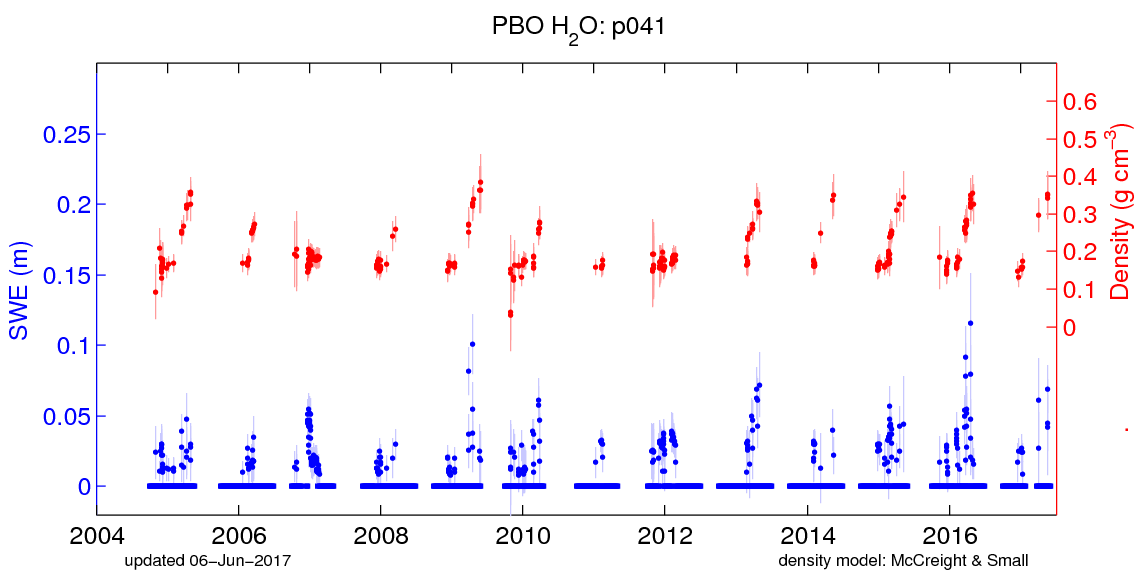 PBO H2O: p041
0.25
0.2
0.15
0.1
0.05
0
SWE (m)
0.6
0.5
0.4
0.3
0.2
0.1
0
Density (g cm−3)
2004 2006 2008 2010 2012 2014 2016
updated 06−Jun−2017
density model: McCreight & Small